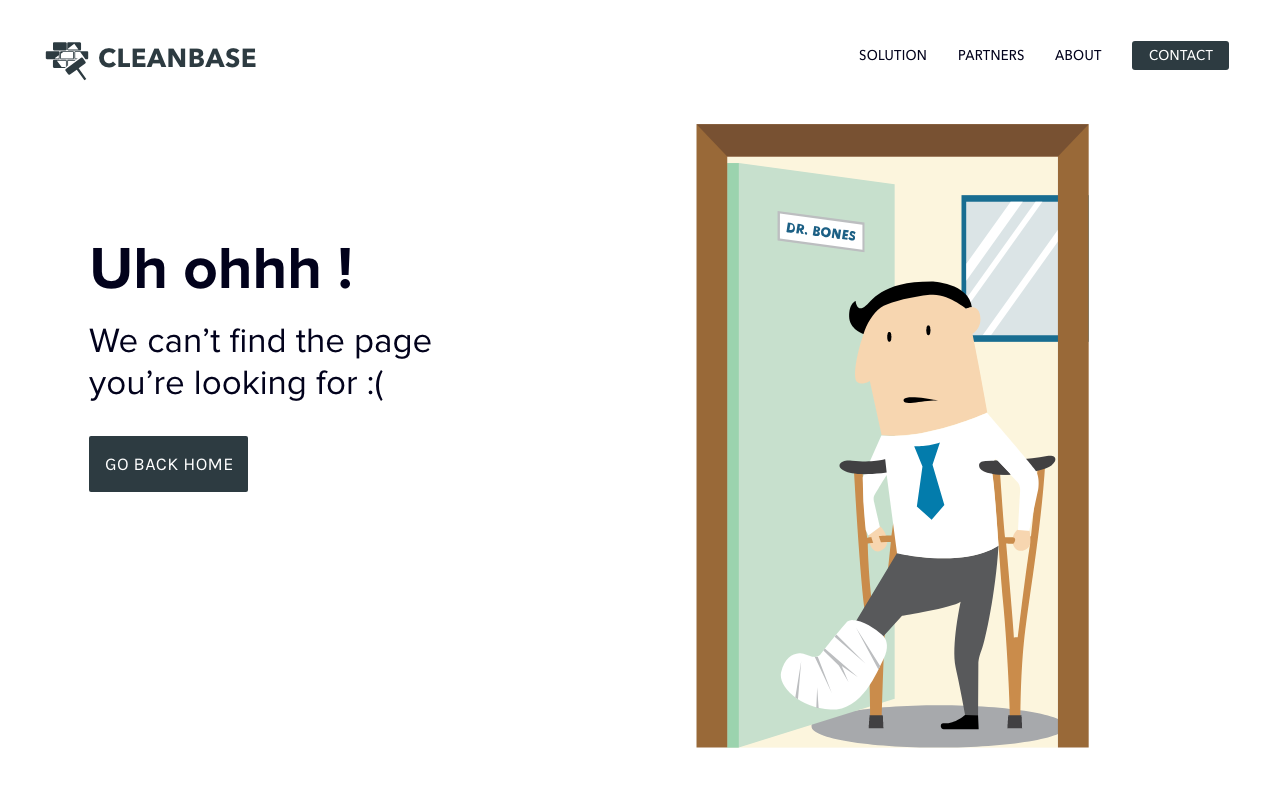 CLEANBASE
SOLUTION
PARTNERS
ABOUT
CONTACT
Uh ohhh !
We can’t find the page
you’re looking for :(
GO BACK HOME
DR. BONES